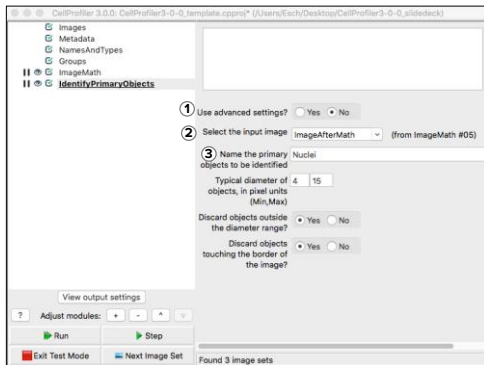 CellProfiler 3.0.0: CellProfiler3-0-0_template.cpproj* (/Users/Esch/Desktop/CellProfiler3-0-0_slidedeck)
Images
Metadata
NamesAndTypes
Groups
ImageMath
IdentifyPrimaryObjects
1 Use advanced settings? Yes No
2 Select the input image ImageAfterMath (from ImageMath #05)
3 Name the primary Nuclei
objects to be identified
Typical diameter of 4 15
objects, in pixel units
(Min,Max)
Discard objects outside Yes No
the diameter range?
Discard objects Yes No
touching the border of
the image?
View output settings
? Adjust modules: + - ^ v
Run Step
Exit Test Mode Next Image Set
Found 3 image sets